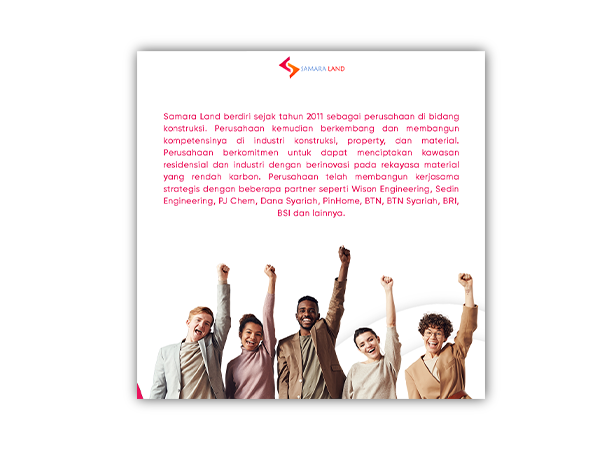 SAMARA LAND
Samara Land berdiri sejak tahun 2011 sebagai perusahaan di bidang
konstruksi. Perusahaan kemudian berkembang dan membangun
kompetensinya di industri konstruksi, property, dan material.
Perusahaan berkomitmen untuk dapat menciptakan kawasan
residensial dan industri dengan berinovasi pada rekayasa material
yang rendah karbon. Perusahaan telah membangun kerjasama
strategis dengan beberapa partner seperti Wison Engineering, Sedin
Engineering, PJ Chem, Dana Syariah, PinHome, BTN, BTN Syariah, BRI,
BSI dan lainnya.